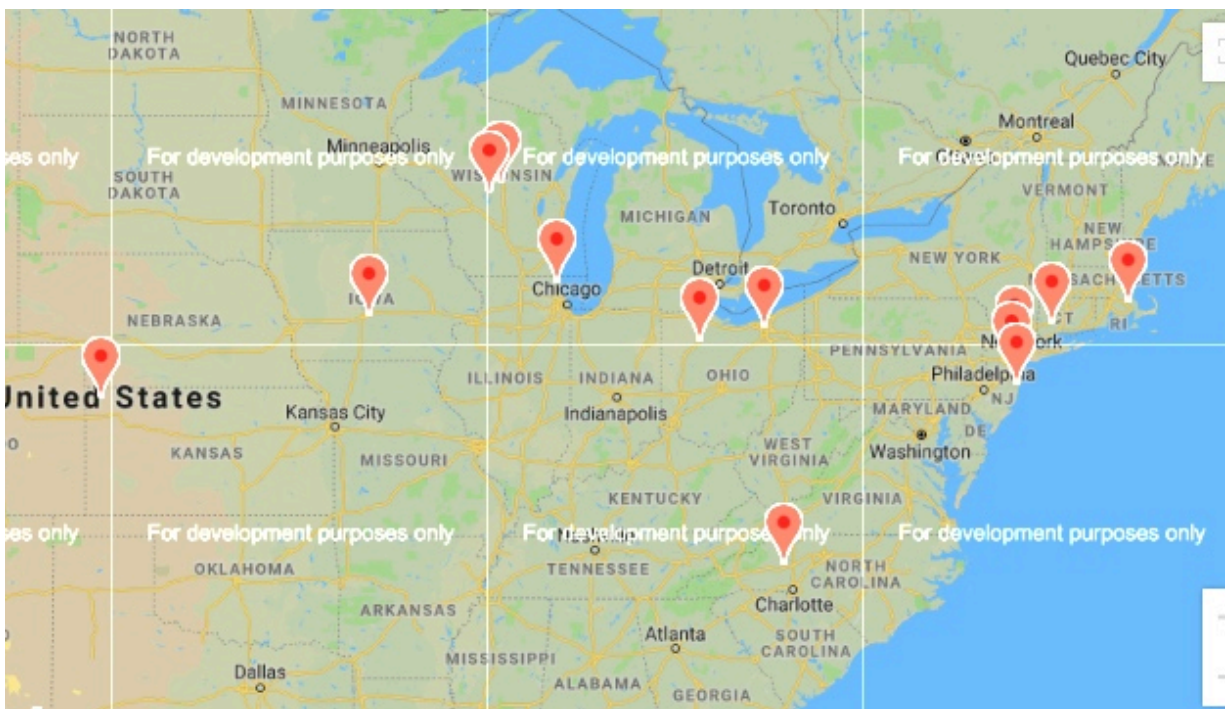 NORTH
DAKOTA
Quebec City
MINNESOTA
Montreal
Minneapolis
ses only
For development purposes only
For development purposes only
For development purposes only
WISCONSIN
SOUTH
DAKOTA
VERMONT
MICHIGAN
Toronto
NEW
HAMPSHIRE
NEW YORK
Detroit
MASSACHUSETTS
Chicago
IOWA
NEBRASKA
CT
RI
New York
PENNSYLVANIA
ILLINOIS
INDIANA
OHIO
Philadelphia
United States
NJ
Kansas City
Indianapolis
MARYLAND
DE
WEST
VIRGINIA
Washington
KANSAS
MISSOURI
KENTUCKY
VIRGINIA
ses only
For development purposes only
For development purposes only
For development purposes only
TENNESSEE
OKLAHOMA
NORTH
CAROLINA
ARKANSAS
Charlotte
Atlanta
SOUTH
CAROLINA
MISSISSIPPI
Dallas
ALABAMA
GEORGIA